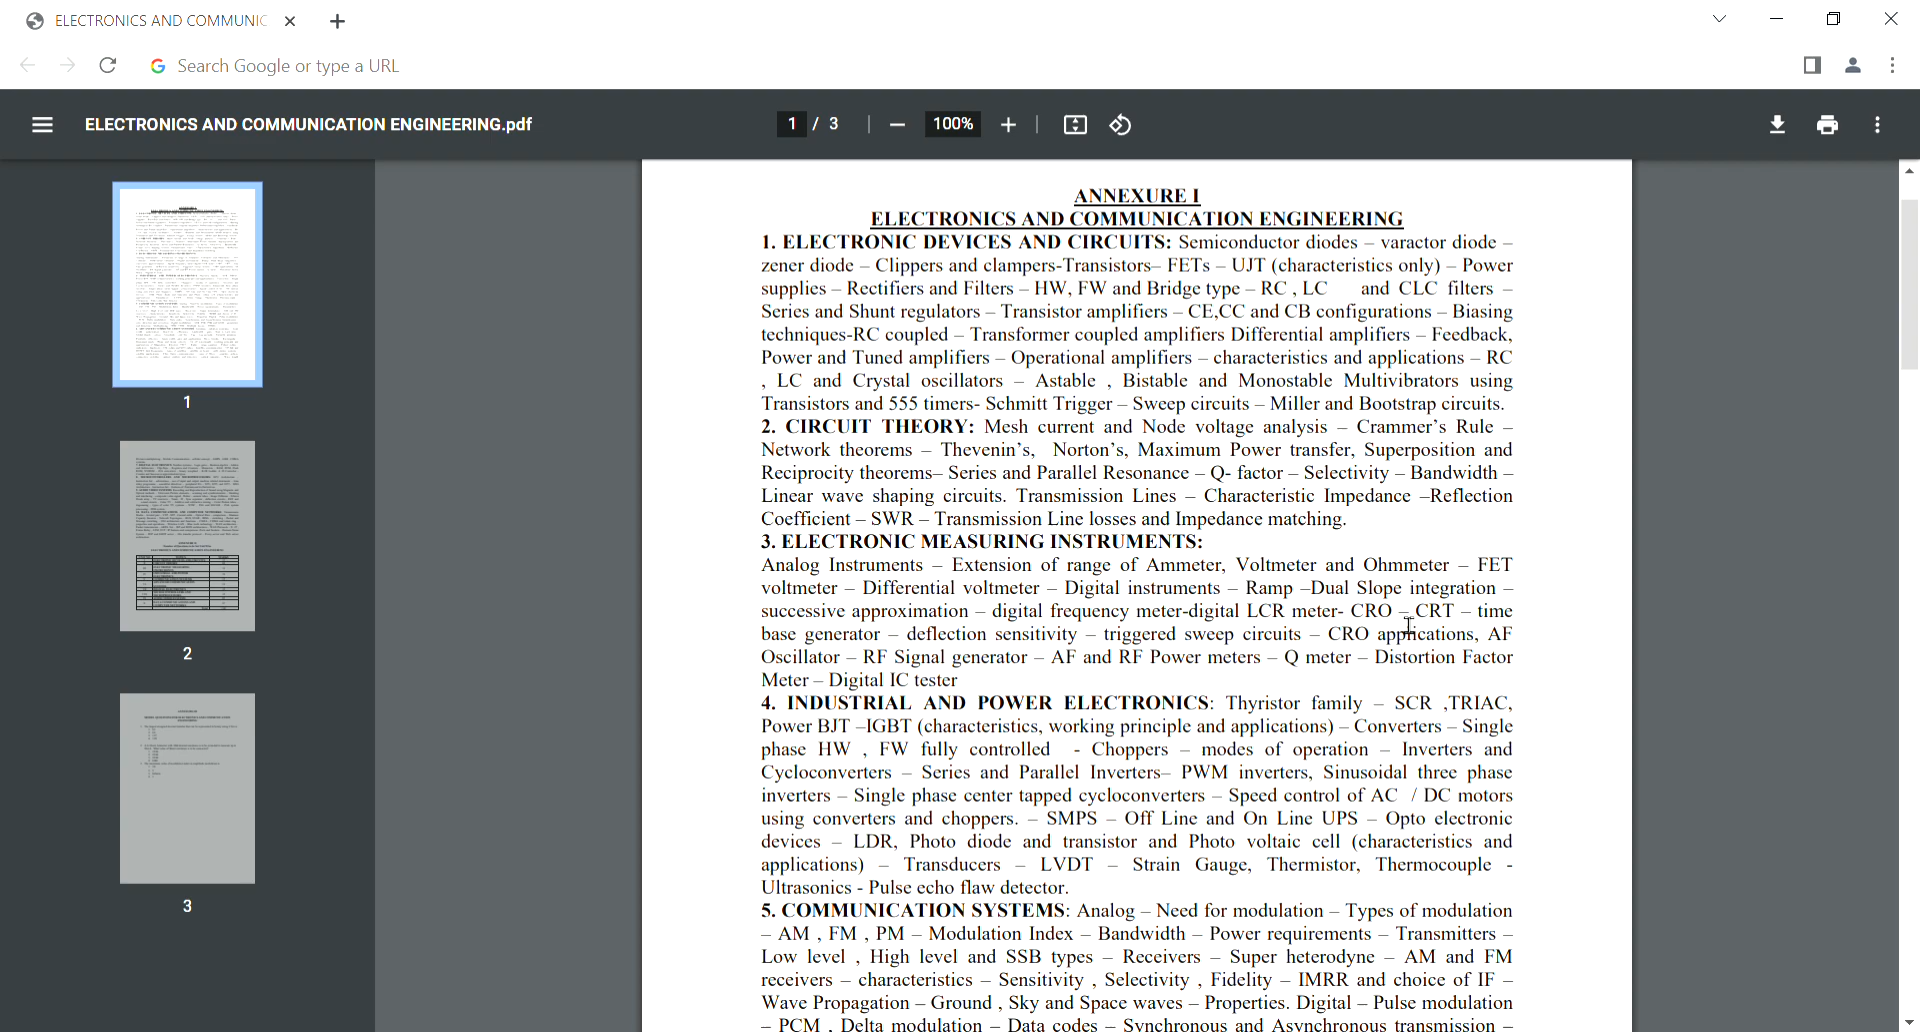 ELECTRONICS AND COMMUNIC
Search Google or type a URL
ELECTRONICS AND COMMUNICATION ENGINEERING.pdf
1 / 3
100%
1
2
3
ANNEXURE I
ELECTRONICS AND COMMUNICATION ENGINEERING
1. ELECTRONIC DEVICES AND CIRCUITS: Semiconductor diodes – varactor diode –
zener diode – Clippers and clampers-Transistors– FETs – UJT (characteristics only) – Power
supplies – Rectifiers and Filters – HW, FW and Bridge type – RC , LC and CLC filters –
Series and Shunt regulators – Transistor amplifiers – CE,CC and CB configurations – Biasing
techniques-RC coupled – Transformer coupled amplifiers Differential amplifiers – Feedback,
Power and Tuned amplifiers – Operational amplifiers – characteristics and applications – RC
, LC and Crystal oscillators – Astable , Bistable and Monostable Multivibrators using
Transistors and 555 timers- Schmitt Trigger – Sweep circuits – Miller and Bootstrap circuits.
2. CIRCUIT THEORY: Mesh current and Node voltage analysis – Crammer's Rule –
Network theorems – Thevenin's, Norton's, Maximum Power transfer, Superposition and
Reciprocity theorems– Series and Parallel Resonance – Q- factor – Selectivity – Bandwidth –
Linear wave shaping circuits. Transmission Lines – Characteristic Impedance –Reflection
Coefficient – SWR – Transmission Line losses and Impedance matching.
3. ELECTRONIC MEASURING INSTRUMENTS:
Analog Instruments – Extension of range of Ammeter, Voltmeter and Ohmmeter – FET
voltmeter – Differential voltmeter – Digital instruments – Ramp –Dual Slope integration –
successive approximation – digital frequency meter-digital LCR meter- CRO – CRT – time
base generator – deflection sensitivity – triggered sweep circuits – CRO applications, AF
Oscillator – RF Signal generator – AF and RF Power meters – Q meter – Distortion Factor
Meter – Digital IC tester
4. INDUSTRIAL AND POWER ELECTRONICS: Thyristor family – SCR ,TRIAC,
Power BJT –IGBT (characteristics, working principle and applications) – Converters – Single
phase HW , FW fully controlled - Choppers – modes of operation – Inverters and
Cycloconverters – Series and Parallel Inverters– PWM inverters, Sinusoidal three phase
inverters – Single phase center tapped cycloconverters – Speed control of AC / DC motors
using converters and choppers. – SMPS – Off Line and On Line UPS – Opto electronic
devices – LDR, Photo diode and transistor and Photo voltaic cell (characteristics and
applications) – Transducers – LVDT – Strain Gauge, Thermistor, Thermocouple -
Ultrasonics - Pulse echo flaw detector.
5. COMMUNICATION SYSTEMS: Analog – Need for modulation – Types of modulation
– AM , FM , PM – Modulation Index – Bandwidth – Power requirements – Transmitters –
Low level , High level and SSB types – Receivers – Super heterodyne – AM and FM
receivers – characteristics – Sensitivity , Selectivity , Fidelity – IMRR and choice of IF –
Wave Propagation – Ground , Sky and Space waves – Properties. Digital – Pulse modulation
– PCM , Delta modulation – Data codes – Synchronous and Asynchronous transmission –